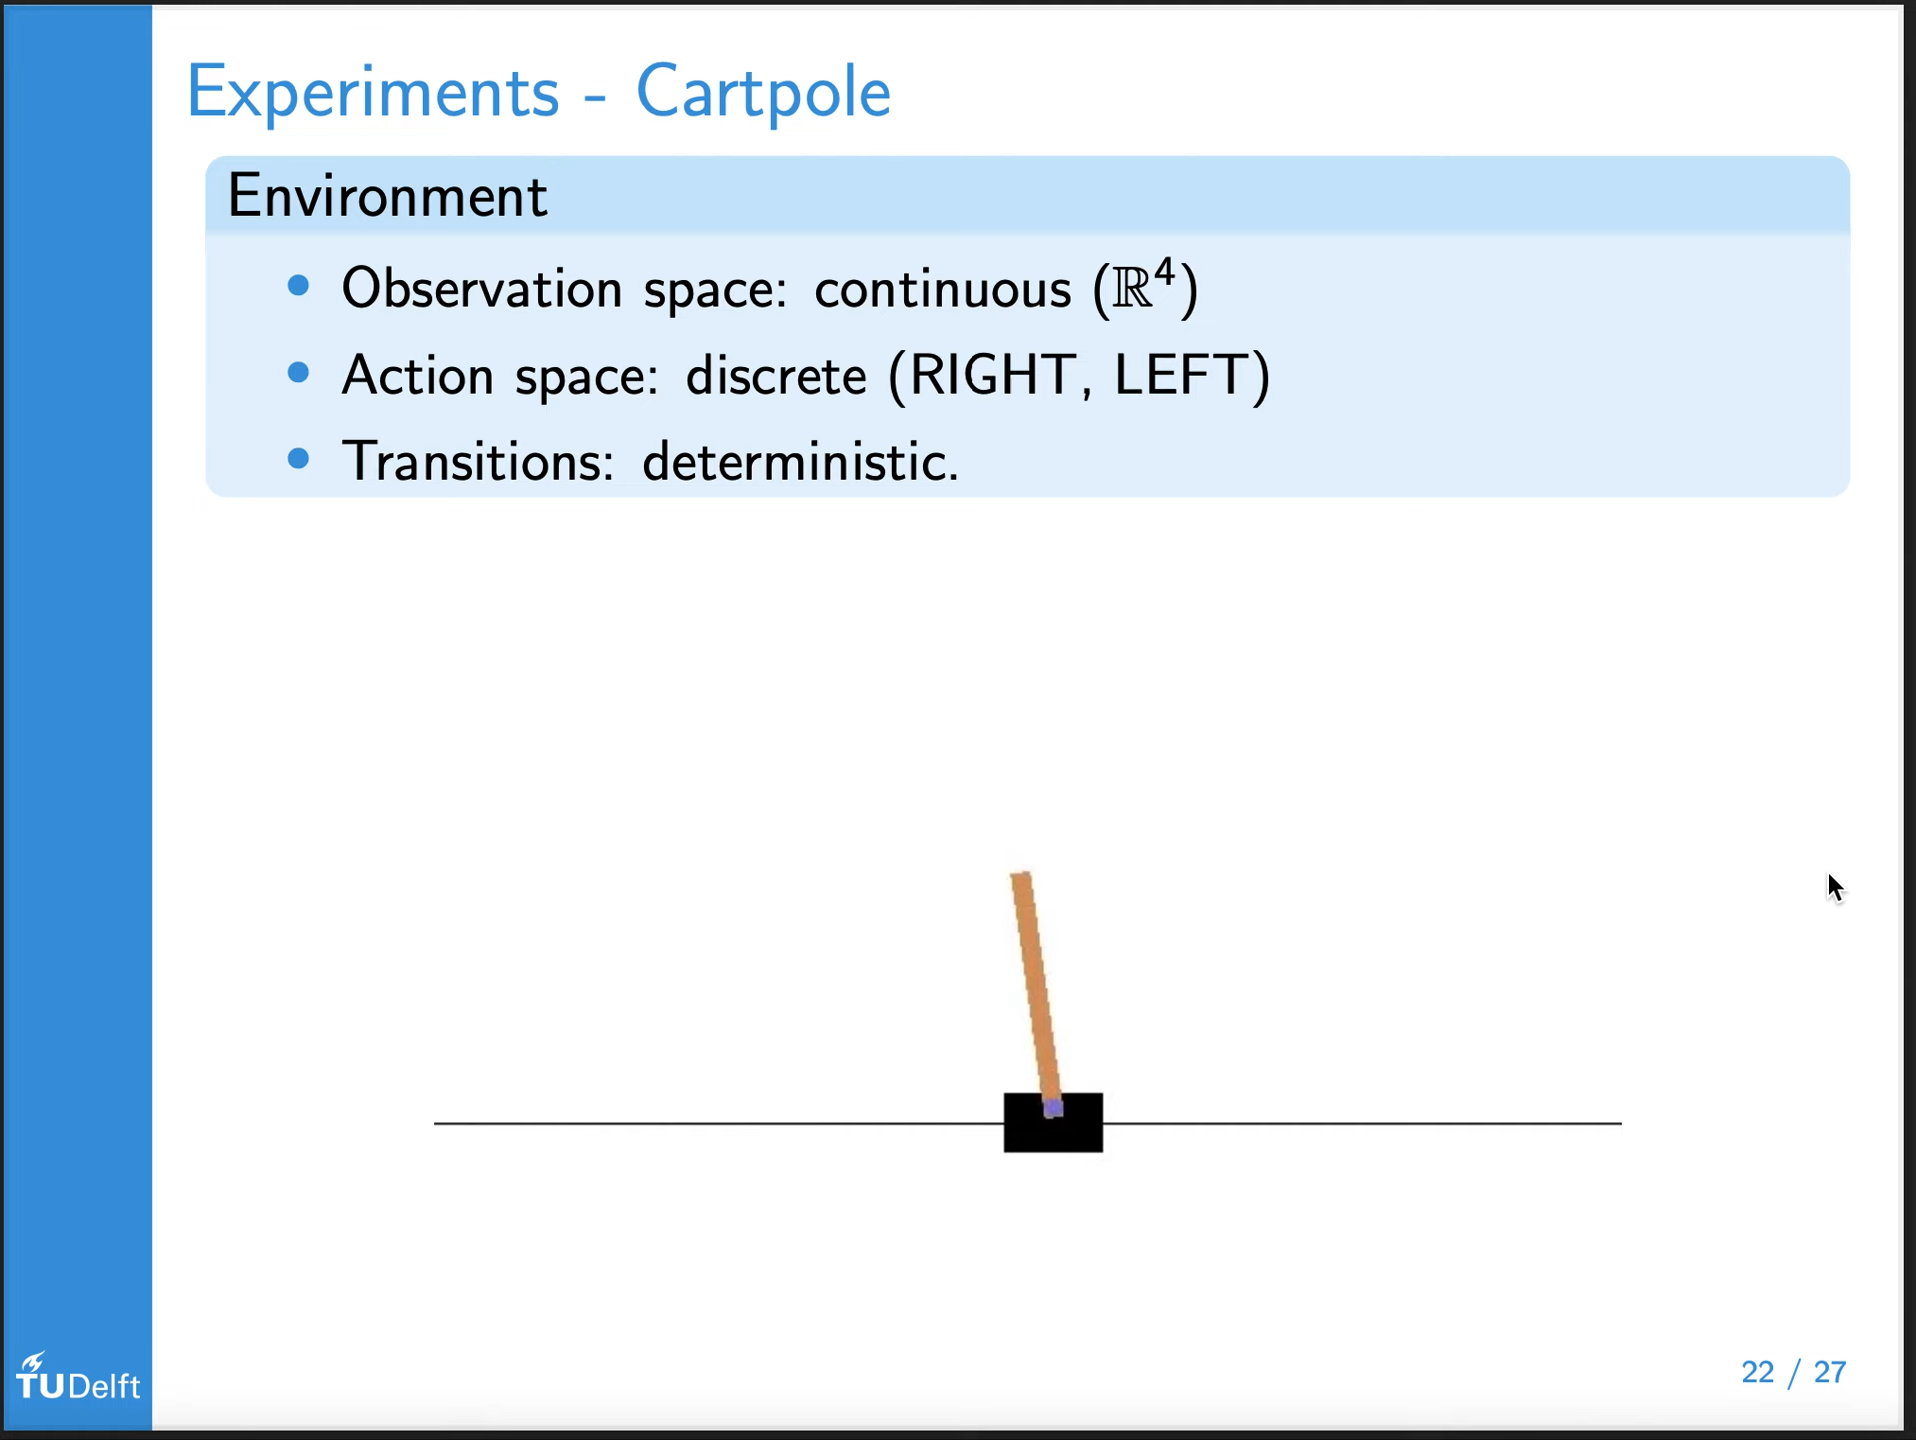 Experiments - Cartpole
Environment
• Observation space: continuous (ℝ⁴)
• Action space: discrete (RIGHT, LEFT)
• Transitions: deterministic.
TUDelft
22 / 27